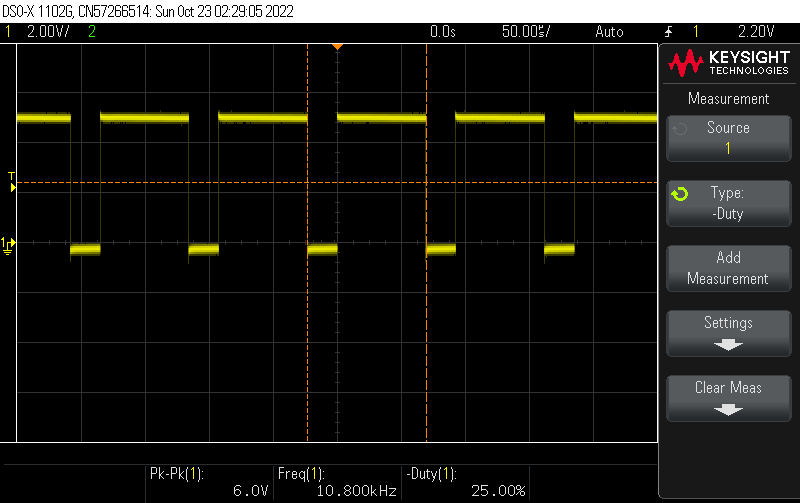 DSO-X 1102G, CN57266514: Sun Oct 23 02:29:05 2022
1 2.00V/ 2 0.0s 50.00s/ Auto 1 2.20V
KEYSIGHT
TECHNOLOGIES
Measurement
Source
1
Type:
-Duty
Add
Measurement
Settings
Clear Meas
T
1
Pk-Pk(1): Freq(1): -Duty(1):
6.0V 10.800kHz 25.00%